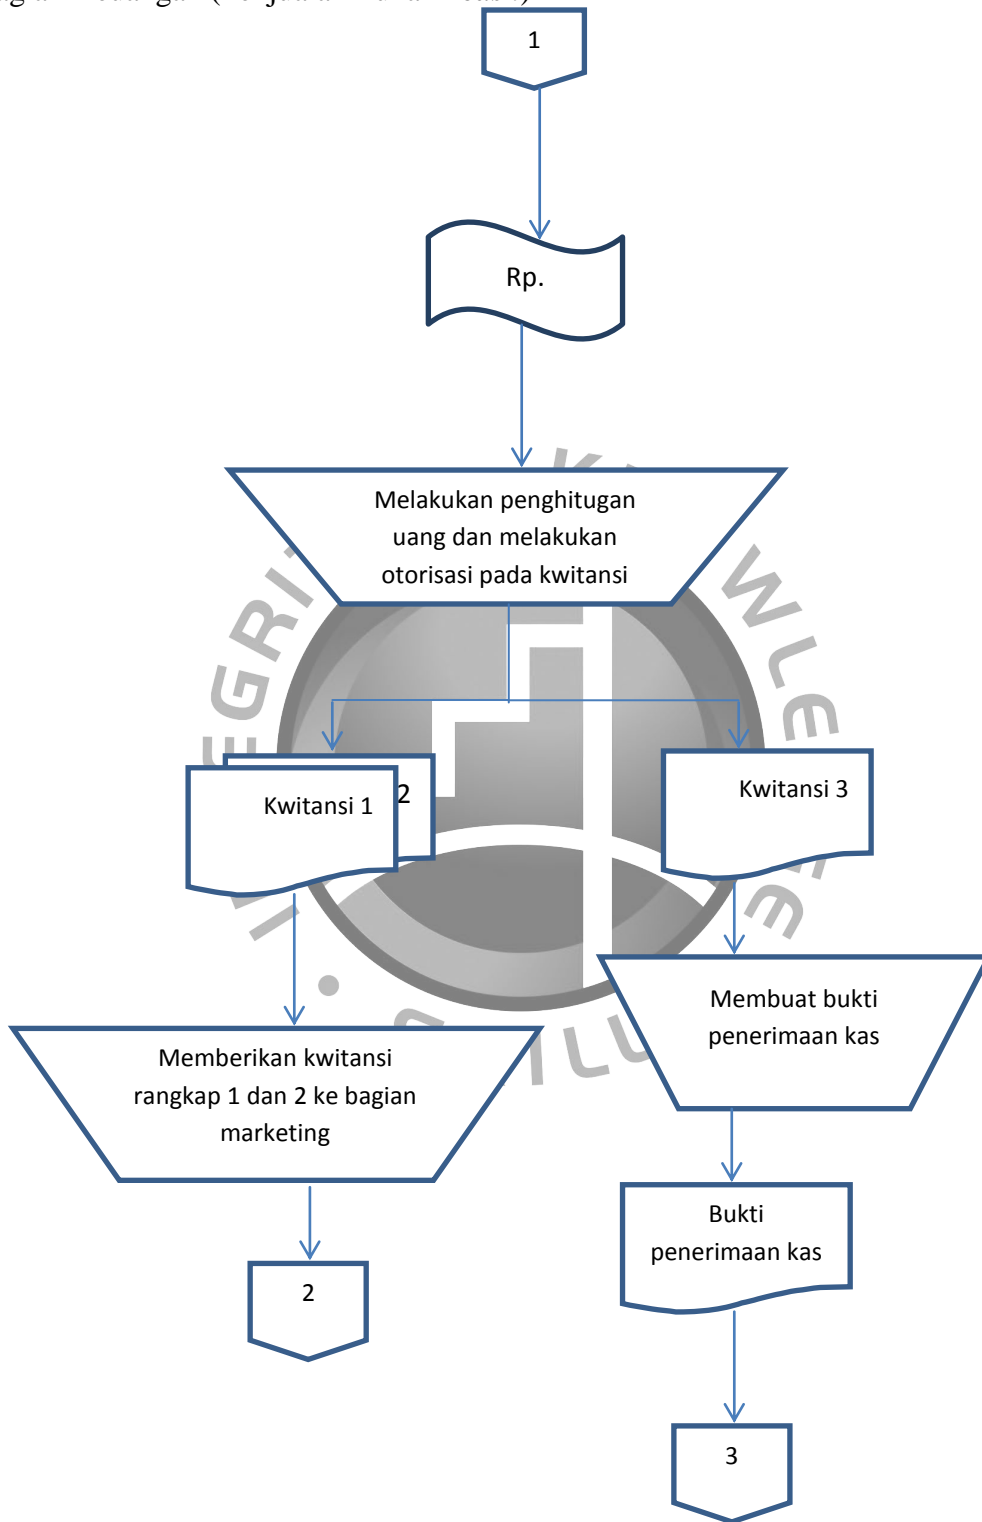 1
Rp.
Melakukan penghitugan
uang dan melakukan
otorisasi pada kwitansi
Kwitansi 1
2
Kwitansi 3
Memberikan kwitansi
rangkap 1 dan 2 ke bagian
marketing
Membuat bukti
penerimaan kas
Bukti
penerimaan kas
2
3